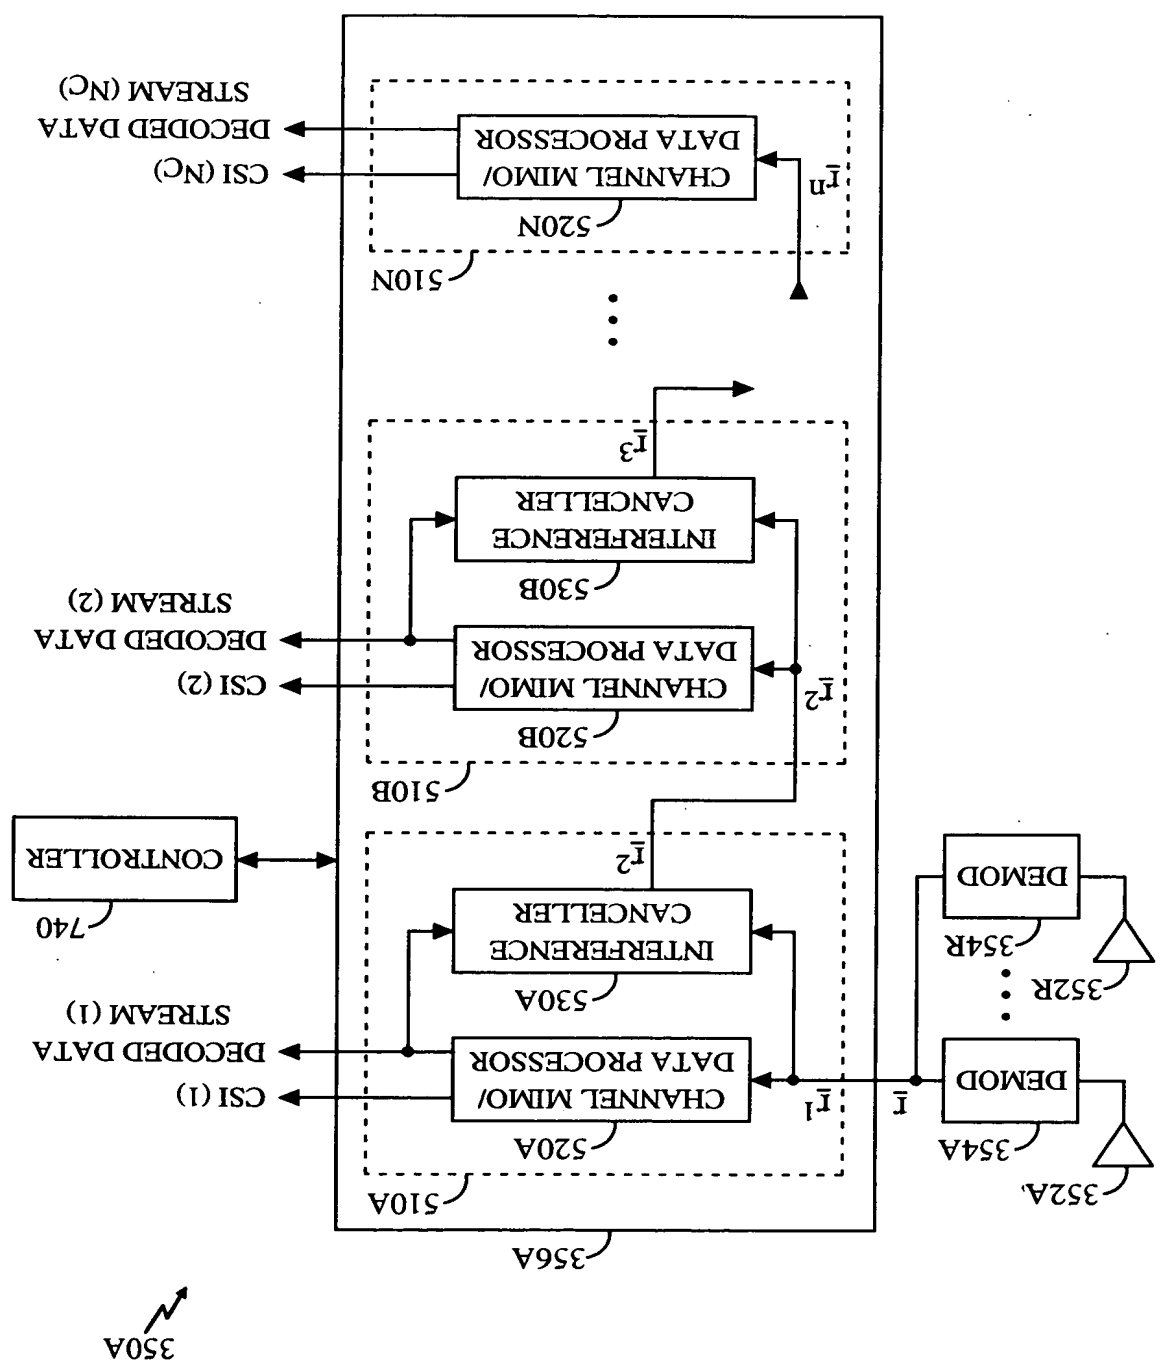 350A
356A
510A
352A
354A
DEMOD
r̲
r̲1
520A
CHANNEL MIMO/
DATA PROCESSOR
CSI (1)
DECODED DATA
STREAM (1)
352R
354R
DEMOD
530A
INTERFERENCE
CANCELLER
r̲2
740
CONTROLLER
510B
r̲2
520B
CHANNEL MIMO/
DATA PROCESSOR
CSI (2)
DECODED DATA
STREAM (2)
530B
INTERFERENCE
CANCELLER
r̲3
510N
r̲n
520N
CHANNEL MIMO/
DATA PROCESSOR
CSI (NC)
DECODED DATA
STREAM (NC)